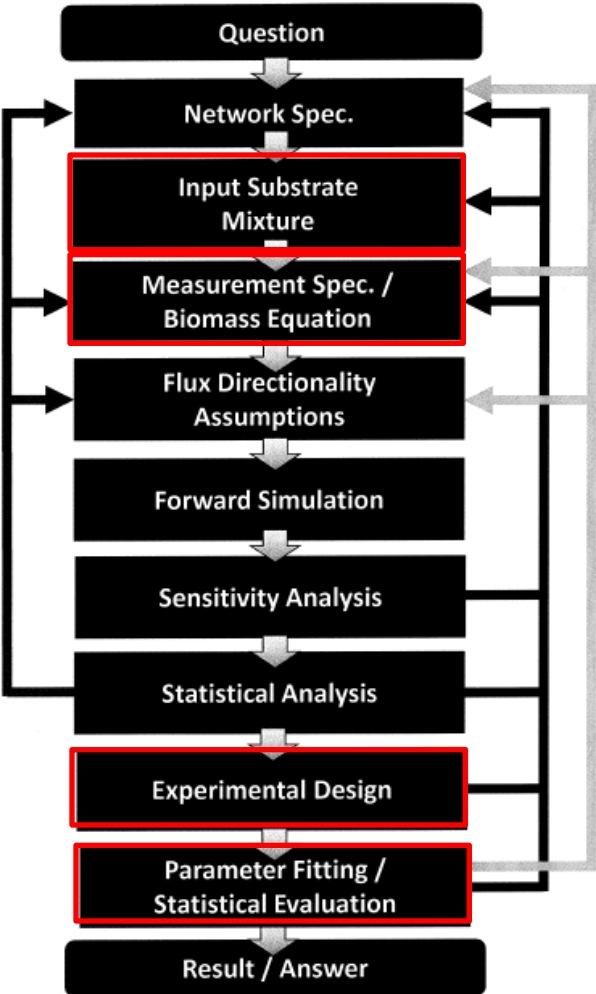 Question
Network Spec.
Input Substrate
Mixture
Measurement Spec. /
Biomass Equation
Flux Directionality
Assumptions
Forward Simulation
Sensitivity Analysis
Statistical Analysis
Experimental Design
Parameter Fitting /
Statistical Evaluation
Result / Answer